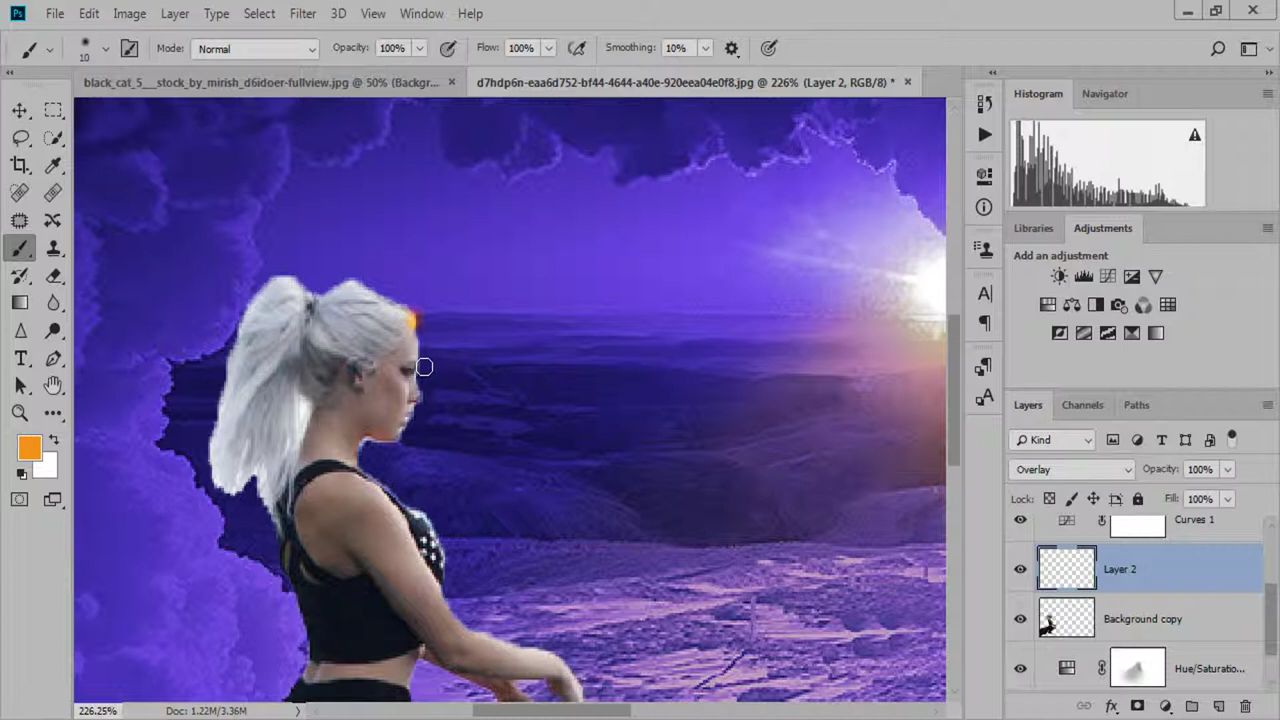 Ps File Edit Image Layer Type Select Filter 3D View Window Help
10 Mode: Normal Opacity: 100% Flow: 100% Smoothing: 10%
black_cat_5___stock_by_mirish_d6idoer-fullview.jpg @ 50% (Backgr... × d7hdp6n-eaa6d752-bf44-4644-a40e-920eea04e0f8.jpg @ 226% (Layer 2, RGB/8) * ×
Histogram Navigator
Libraries Adjustments
Add an adjustment
Layers Channels Paths
Kind
Overlay Opacity: 100%
Lock: Fill: 100%
Curves 1
Layer 2
Background copy
Hue/Saturatio...
226.25% Doc: 1.22M/3.36M